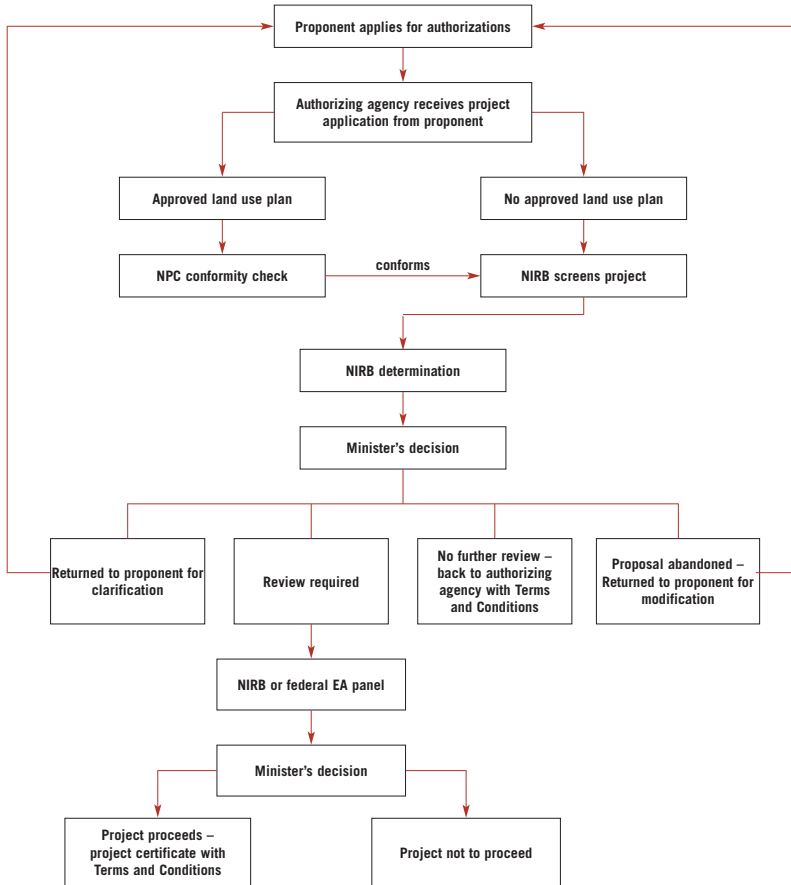 Proponent applies for authorizations
Authorizing agency receives project
application from proponent
Approved land use plan
No approved land use plan
NPC conformity check
conforms
NIRB screens project
NIRB determination
Minister's decision
Returned to proponent for
clarification
Review required
No further review –
back to authorizing
agency with Terms
and Conditions
Proposal abandoned –
Returned to proponent for
modification
NIRB or federal EA panel
Minister's decision
Project proceeds –
project certificate with
Terms and Conditions
Project not to proceed